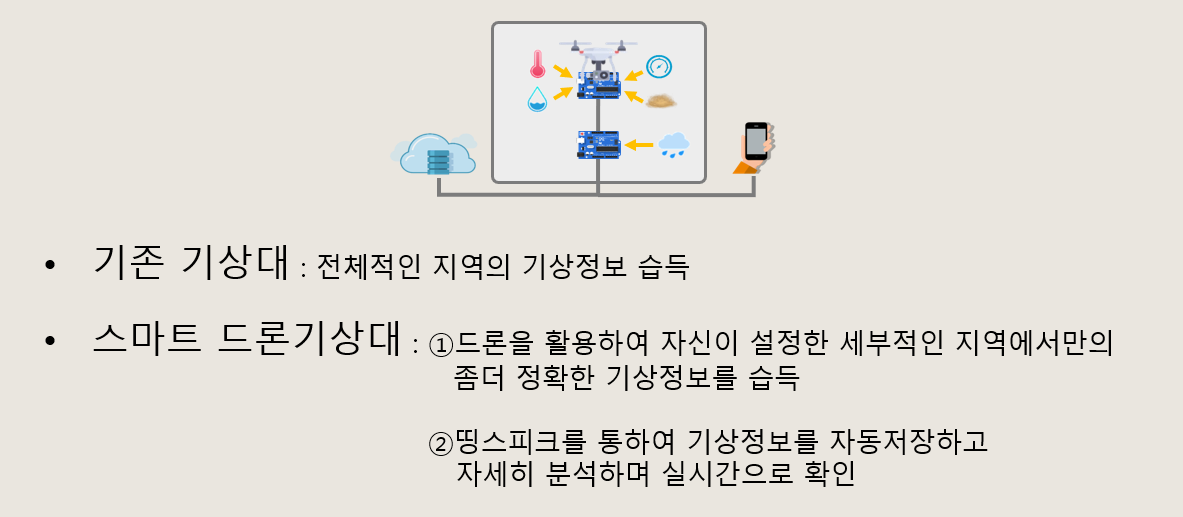 • 기존 기상대 : 전체적인 지역의 기상정보 습득
• 스마트 드론기상대 : ①드론을 활용하여 자신이 설정한 세부적인 지역에서만의
좀더 정확한 기상정보를 습득
②띵스피크를 통하여 기상정보를 자동저장하고
자세히 분석하며 실시간으로 확인